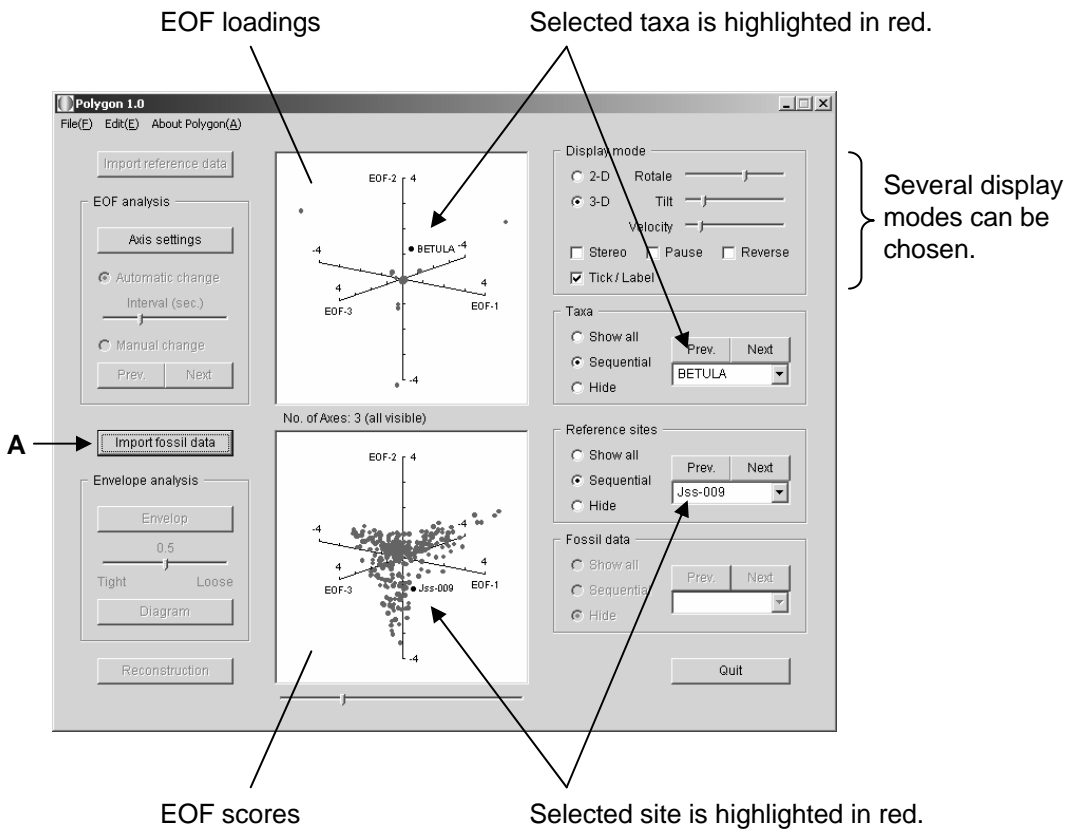 EOF loadings
Selected taxa is highlighted in red.
Polygon 1.0
File(F) Edit(E) About Polygon(A)
Import reference data
EOF analysis
Axis settings
Automatic change
Interval (sec.)
Manual change
Prev. Next
A
Import fossil data
Envelope analysis
Envelop
0.5
Tight Loose
Diagram
Reconstruction
EOF-2 4
BETULA
-4 -4
4 4
EOF-3 EOF-1
-4
No. of Axes: 3 (all visible)
EOF-2 4
-4 -4
4 4
EOF-3 Jss-009 EOF-1
-4
Display mode
2-D Rotale
3-D Tilt
Velocity
Stereo Pause Reverse
Tick / Label
Several display
modes can be
chosen.
Taxa
Show all
Prev. Next
Sequential
BETULA
Hide
Reference sites
Show all
Prev. Next
Sequential
Jss-009
Hide
Fossil data
Show all
Prev. Next
Sequential
Hide
Quit
EOF scores
Selected site is highlighted in red.